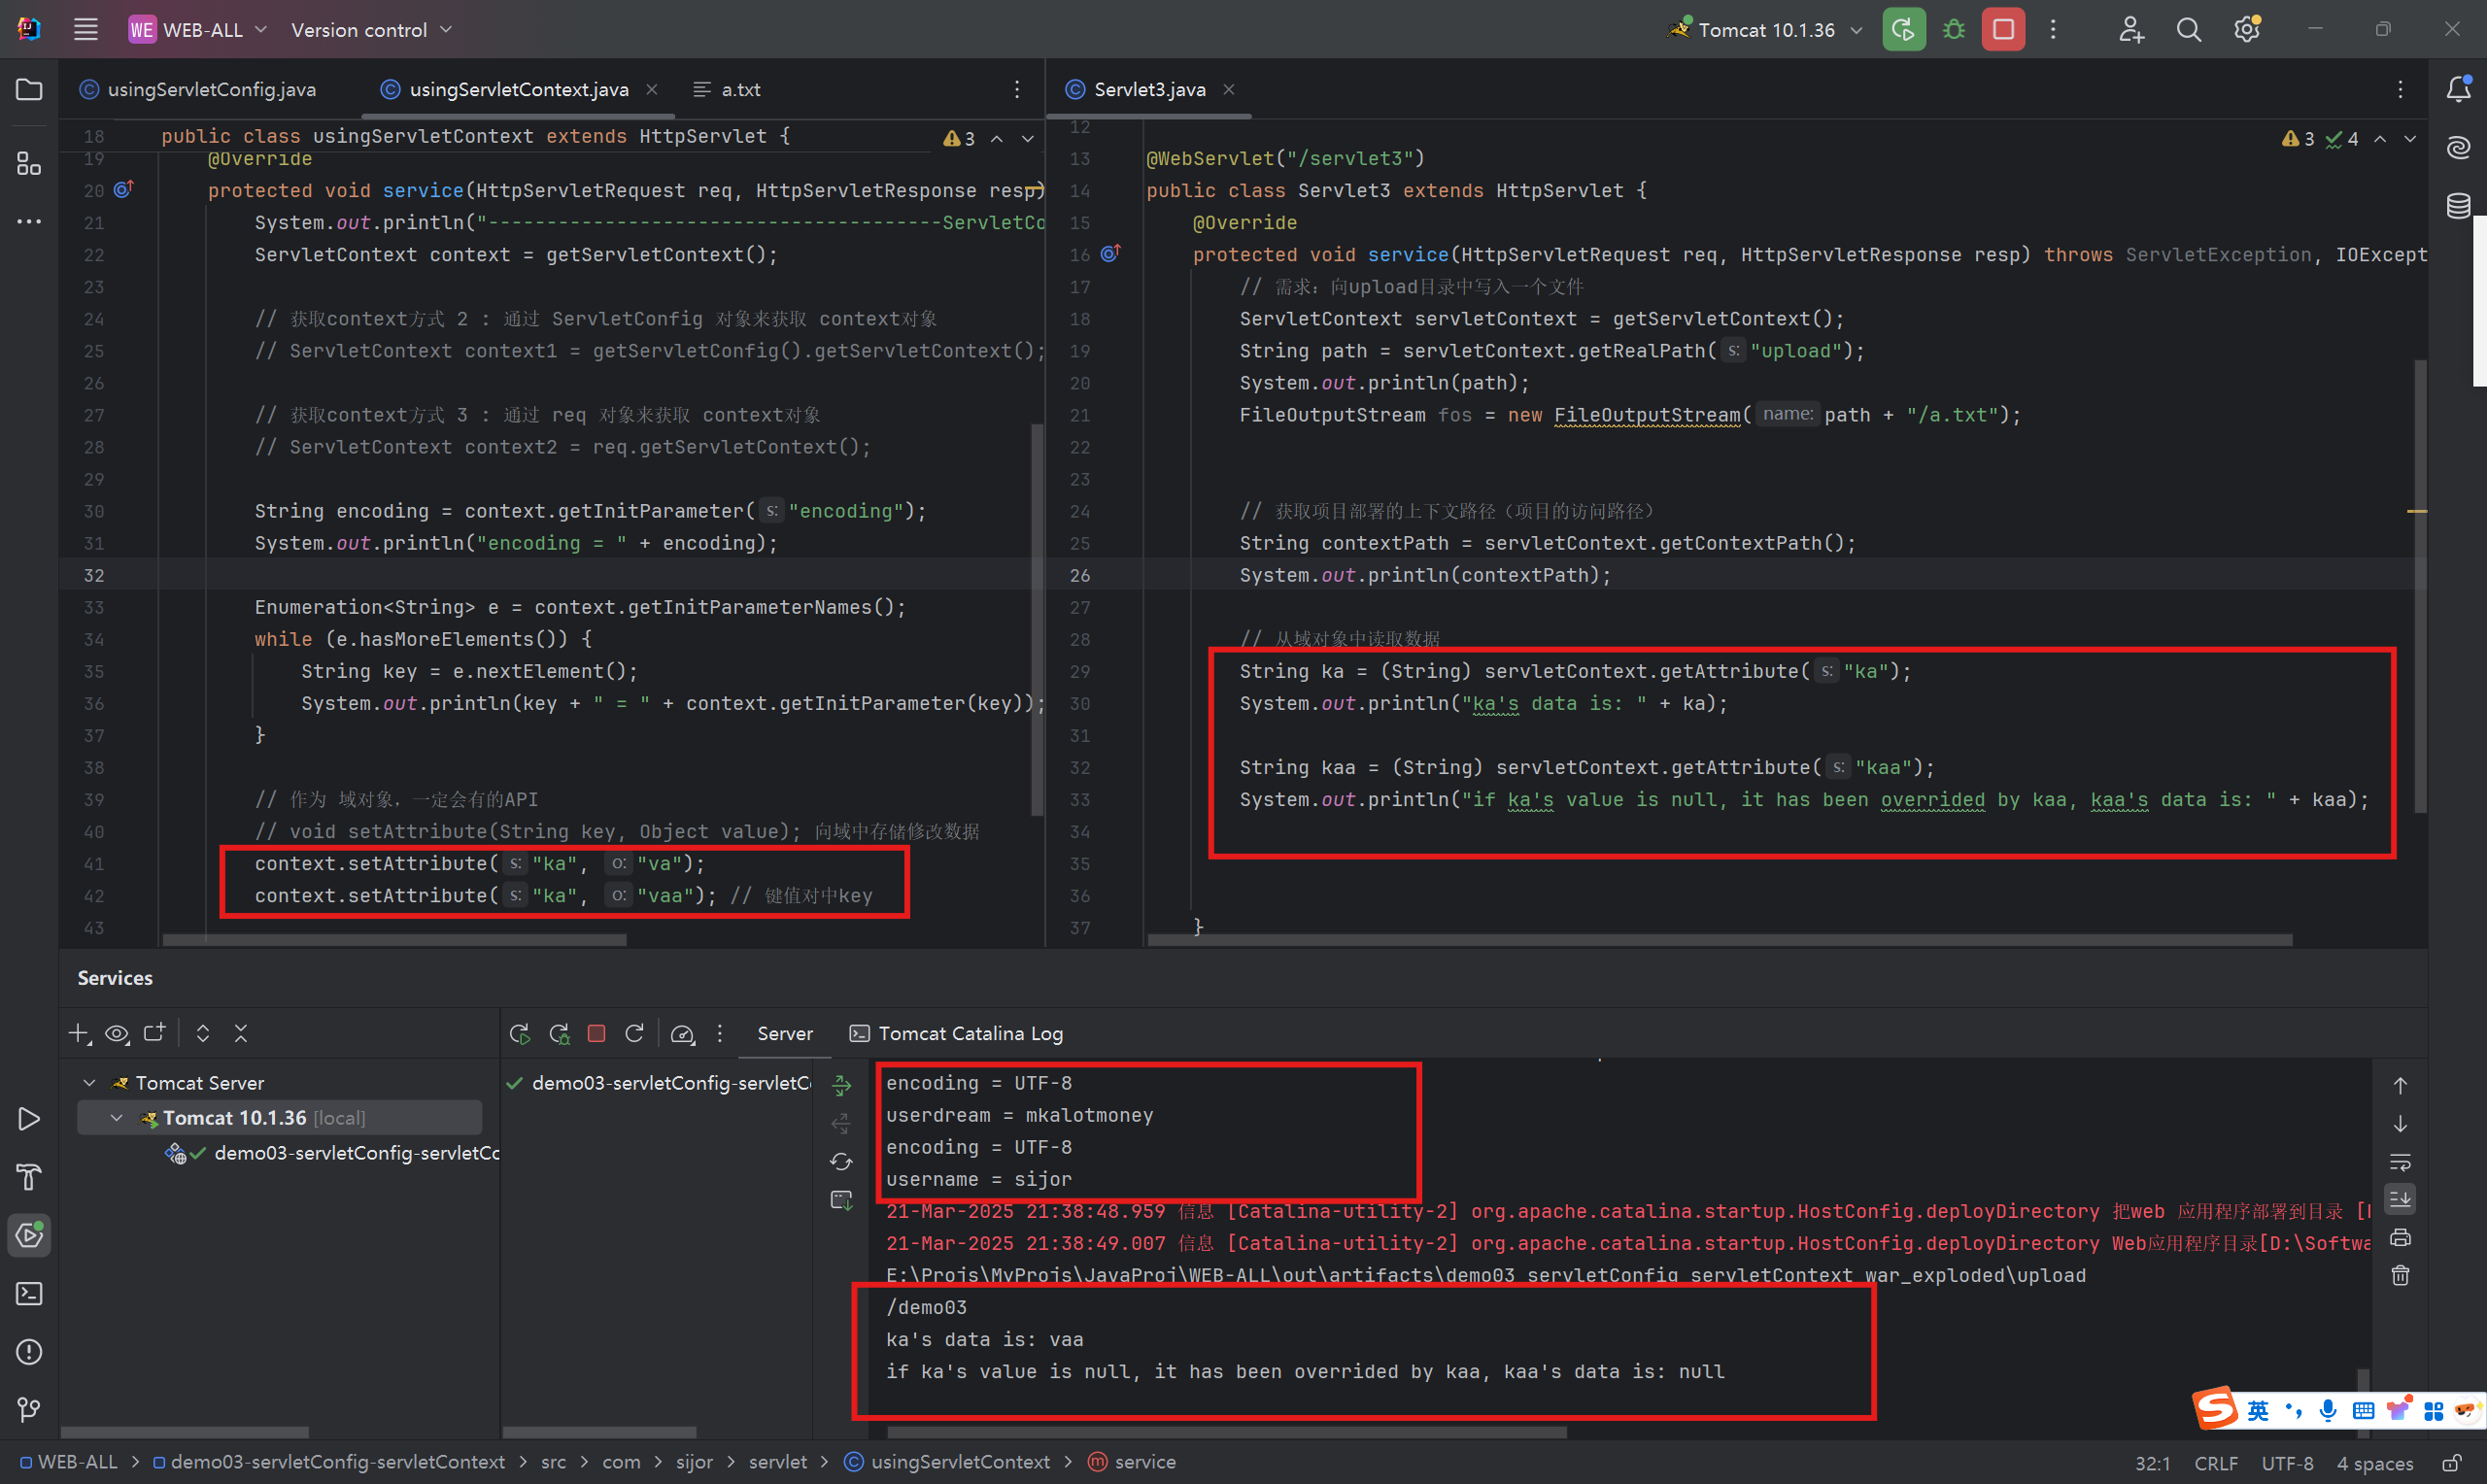 WE WEB-ALL Version control Tomcat 10.1.36
usingServletConfig.java usingServletContext.java a.txt
18 public class usingServletContext extends HttpServlet { 3
19 @Override
20 protected void service(HttpServletRequest req, HttpServletResponse resp)
21 System.out.println("---------------------------------------ServletCo
22 ServletContext context = getServletContext();
23
24 // 获取context方式 2 : 通过 ServletConfig 对象来获取 context对象
25 // ServletContext context1 = getServletConfig().getServletContext();
26
27 // 获取context方式 3 : 通过 req 对象来获取 context对象
28 // ServletContext context2 = req.getServletContext();
29
30 String encoding = context.getInitParameter( s: "encoding");
31 System.out.println("encoding = " + encoding);
32
33 Enumeration<String> e = context.getInitParameterNames();
34 while (e.hasMoreElements()) {
35 String key = e.nextElement();
36 System.out.println(key + " = " + context.getInitParameter(key));
37 }
38
39 // 作为 域对象，一定会有的API
40 // void setAttribute(String key, Object value); 向域中存储修改数据
41 context.setAttribute( s: "ka", o: "va");
42 context.setAttribute( s: "ka", o: "vaa"); // 键值对中key
43
Servlet3.java
12 3 4
13 @WebServlet("/servlet3")
14 public class Servlet3 extends HttpServlet {
15 @Override
16 protected void service(HttpServletRequest req, HttpServletResponse resp) throws ServletException, IOExcept
17 // 需求：向upload目录中写入一个文件
18 ServletContext servletContext = getServletContext();
19 String path = servletContext.getRealPath( s: "upload");
20 System.out.println(path);
21 FileOutputStream fos = new FileOutputStream( name: path + "/a.txt");
22
23
24 // 获取项目部署的上下文路径（项目的访问路径）
25 String contextPath = servletContext.getContextPath();
26 System.out.println(contextPath);
27
28 // 从域对象中读取数据
29 String ka = (String) servletContext.getAttribute( s: "ka");
30 System.out.println("ka's data is: " + ka);
31
32 String kaa = (String) servletContext.getAttribute( s: "kaa");
33 System.out.println("if ka's value is null, it has been overrided by kaa, kaa's data is: " + kaa);
34
35
36
37 }
Services
Server Tomcat Catalina Log
Tomcat Server
Tomcat 10.1.36 [local]
demo03-servletConfig-servletCo
demo03-servletConfig-servletC
encoding = UTF-8
userdream = mkalotmoney
encoding = UTF-8
username = sijor
21-Mar-2025 21:38:48.959 信息 [Catalina-utility-2] org.apache.catalina.startup.HostConfig.deployDirectory 把web 应用程序部署到目录 [
21-Mar-2025 21:38:49.007 信息 [Catalina-utility-2] org.apache.catalina.startup.HostConfig.deployDirectory Web应用程序目录[D:\Softwa
E:\Projs\MyProjs\JavaProj\WEB-ALL\out\artifacts\demo03_servletConfig_servletContext_war_exploded\upload
/demo03
ka's data is: vaa
if ka's value is null, it has been overrided by kaa, kaa's data is: null
英
WEB-ALL > demo03-servletConfig-servletContext > src > com > sijor > servlet > usingServletContext > service 32:1 CRLF UTF-8 4 spaces